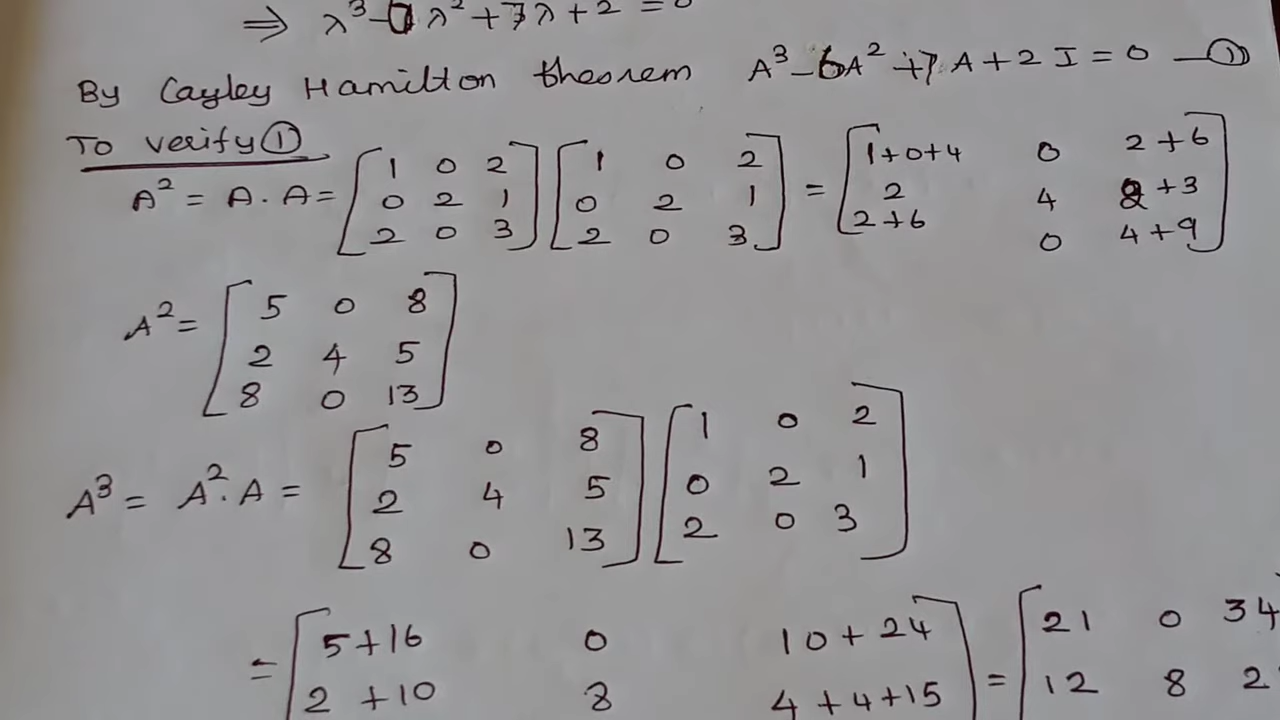 ⇒ λ³-λ²+7λ+2=0
By Cayley Hamilton theorem A³-6A²+7A+2I=0 —①
To verify ①
A² = A.A = [1 0 2; 0 2 1; 2 0 3] [1 0 2; 0 2 1; 2 0 3] = [1+0+4 0 2+6; 2 4 2+3; 2+6 0 4+9]
A² = [5 0 8; 2 4 5; 8 0 13]
A³ = A².A = [5 0 8; 2 4 5; 8 0 13] [1 0 2; 0 2 1; 2 0 3]
= [5+16 0 10+24; 2+10 8 4+4+15 = [21 0 34; 12 8 2